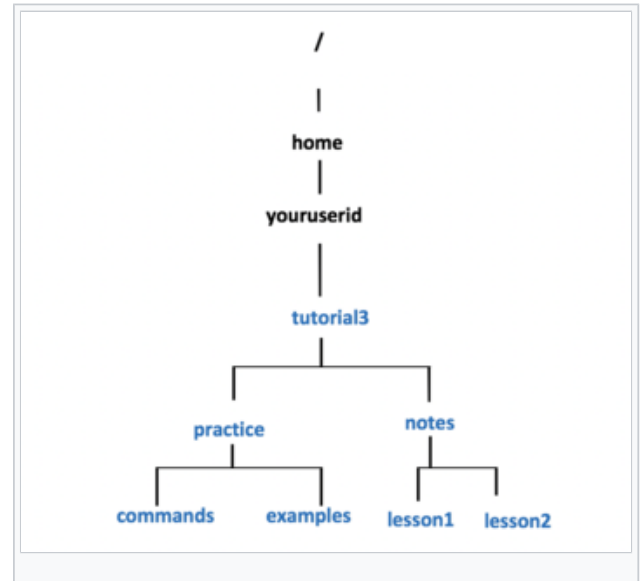 /
home
youruserid
tutorial3
practice notes
commands examples lesson1 lesson2